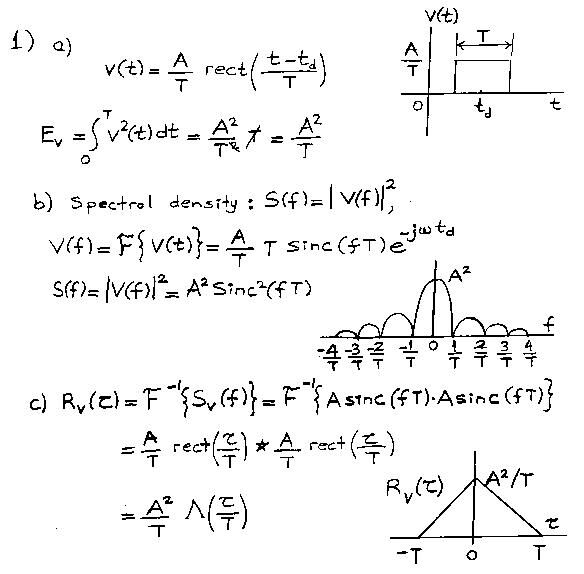 1) a)
v(t) = A/T rect((t-t_d)/T)
v(t)
T
A/T
0 t_d t
E_v = ∫_0^T v²(t) dt = A²/T² T = A²/T
b) Spectral density : S(f) = |V(f)|²,
V(f) = F{V(t)} = A/T T sinc(fT) e^{-jωt_d}
S(f) = |V(f)|² = A² Sinc²(fT)
A²
f
-4/T -3/T -2/T -1/T 0 1/T 2/T 3/T 4/T
c) R_v(τ) = F⁻¹{S_v(f)} = F⁻¹{A sinc(fT)·A sinc(fT)}
= A/T rect(τ/T) ★ A/T rect(τ/T)
= A²/T Λ(τ/T)
R_v(τ) A²/T
τ
-T 0 T